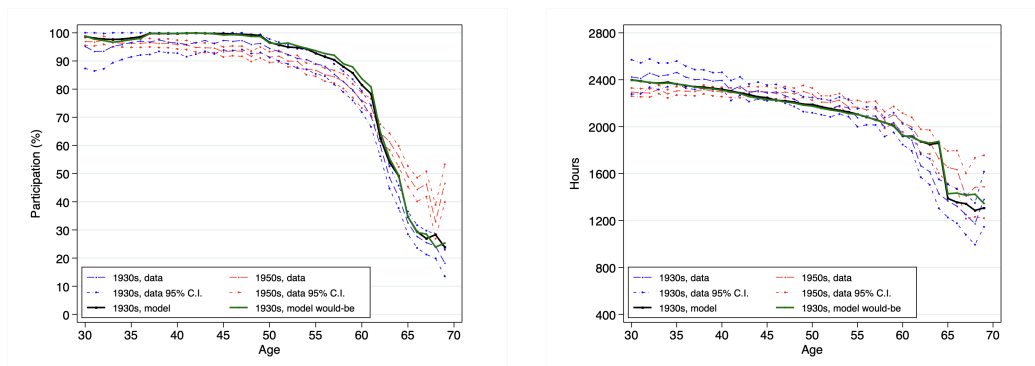 100
90
80
70
60
50
40
30
20
10
0
Participation (%)
1930s, data
1950s, data
1930s, data 95% C.I.
1950s, data 95% C.I.
1930s, model
1930s, model would-be
30 35 40 45 50 55 60 65 70
Age
2800
2400
2000
1600
1200
800
400
Hours
1930s, data
1950s, data
1930s, data 95% C.I.
1950s, data 95% C.I.
1930s, model
1930s, model would-be
30 35 40 45 50 55 60 65 70
Age